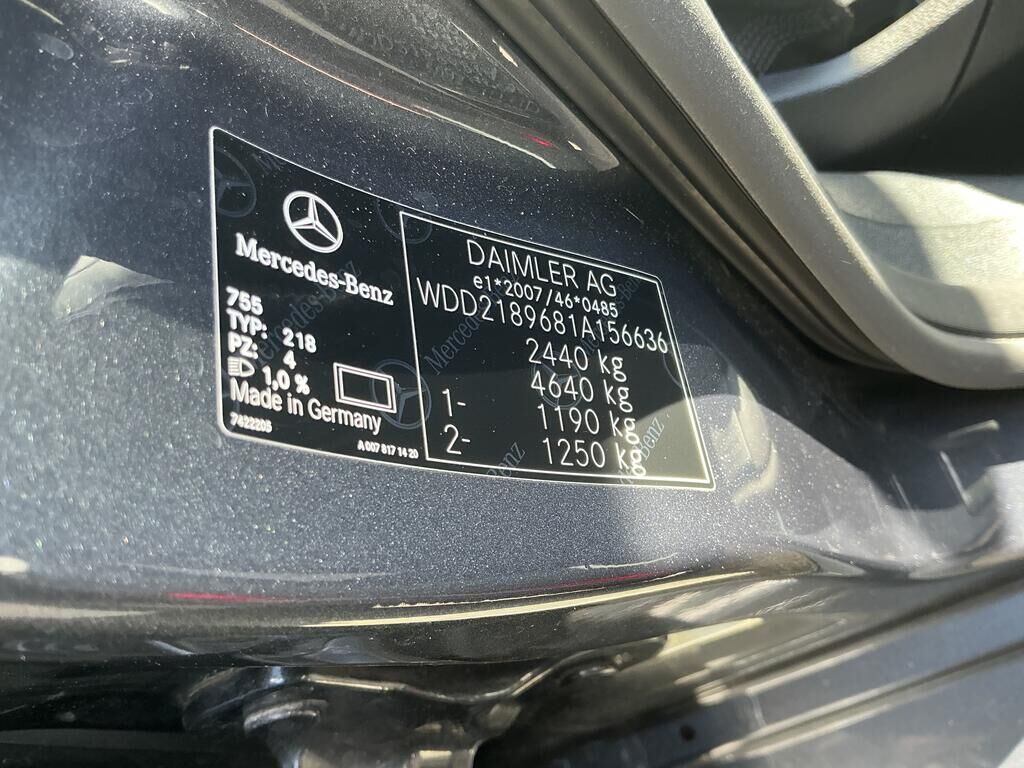 Mercedes-Benz
755
TYP: 218
PZ: 4
1,0 %
Made in Germany
7422205
A 007 817 14 20
DAIMLER AG
e1*2007/46*0485
WDD2189681A156636
2440 kg
4640 kg
1- 1190 kg
2- 1250 kg